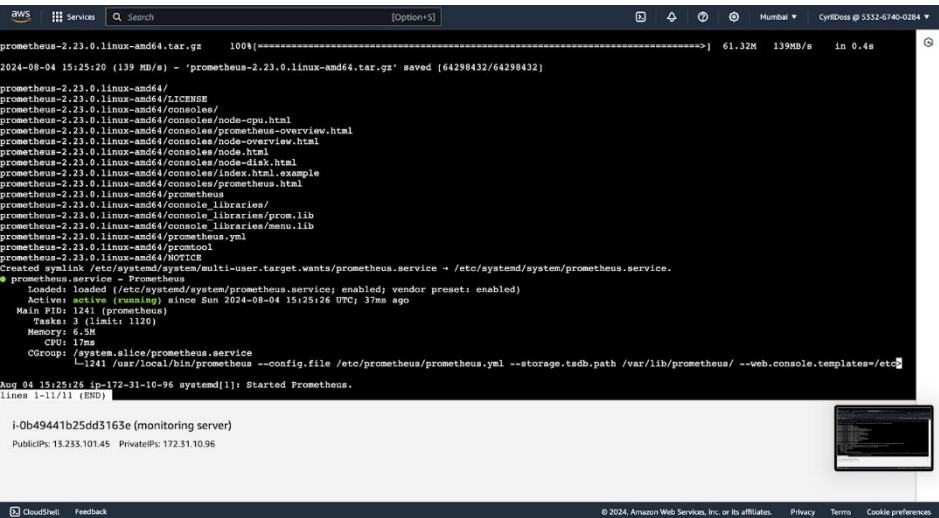 aws Services Search [Option+S] Mumbai ▼ CyrilDoss @ 5332-6740-0284 ▼
prometheus-2.23.0.linux-amd64.tar.gz 100%[==================================================================================>] 61.32M 139MB/s in 0.4s
2024-08-04 15:25:20 (139 MB/s) - 'prometheus-2.23.0.linux-amd64.tar.gz' saved [64298432/64298432]
prometheus-2.23.0.linux-amd64/
prometheus-2.23.0.linux-amd64/LICENSE
prometheus-2.23.0.linux-amd64/consoles/
prometheus-2.23.0.linux-amd64/consoles/node-cpu.html
prometheus-2.23.0.linux-amd64/consoles/prometheus-overview.html
prometheus-2.23.0.linux-amd64/consoles/node-overview.html
prometheus-2.23.0.linux-amd64/consoles/node.html
prometheus-2.23.0.linux-amd64/consoles/node-disk.html
prometheus-2.23.0.linux-amd64/consoles/index.html.example
prometheus-2.23.0.linux-amd64/consoles/prometheus.html
prometheus-2.23.0.linux-amd64/prometheus
prometheus-2.23.0.linux-amd64/console_libraries/
prometheus-2.23.0.linux-amd64/console_libraries/prom.lib
prometheus-2.23.0.linux-amd64/console_libraries/menu.lib
prometheus-2.23.0.linux-amd64/prometheus.yml
prometheus-2.23.0.linux-amd64/promtool
prometheus-2.23.0.linux-amd64/NOTICE
Created symlink /etc/systemd/system/multi-user.target.wants/prometheus.service → /etc/systemd/system/prometheus.service.
● prometheus.service - Prometheus
Loaded: loaded (/etc/systemd/system/prometheus.service; enabled; vendor preset: enabled)
Active: active (running) since Sun 2024-08-04 15:25:26 UTC; 37ms ago
Main PID: 1241 (prometheus)
Tasks: 3 (limit: 1120)
Memory: 6.5M
CPU: 17ms
CGroup: /system.slice/prometheus.service
└─1241 /usr/local/bin/prometheus --config.file /etc/prometheus/prometheus.yml --storage.tsdb.path /var/lib/prometheus/ --web.console.templates=/etc>
Aug 04 15:25:26 ip-172-31-10-96 systemd[1]: Started Prometheus.
lines 1-11/11 (END)
i-0b49441b25dd3163e (monitoring server)
PublicIPs: 13.233.101.45 PrivateIPs: 172.31.10.96
CloudShell Feedback © 2024, Amazon Web Services, Inc. or its affiliates. Privacy Terms Cookie preferences